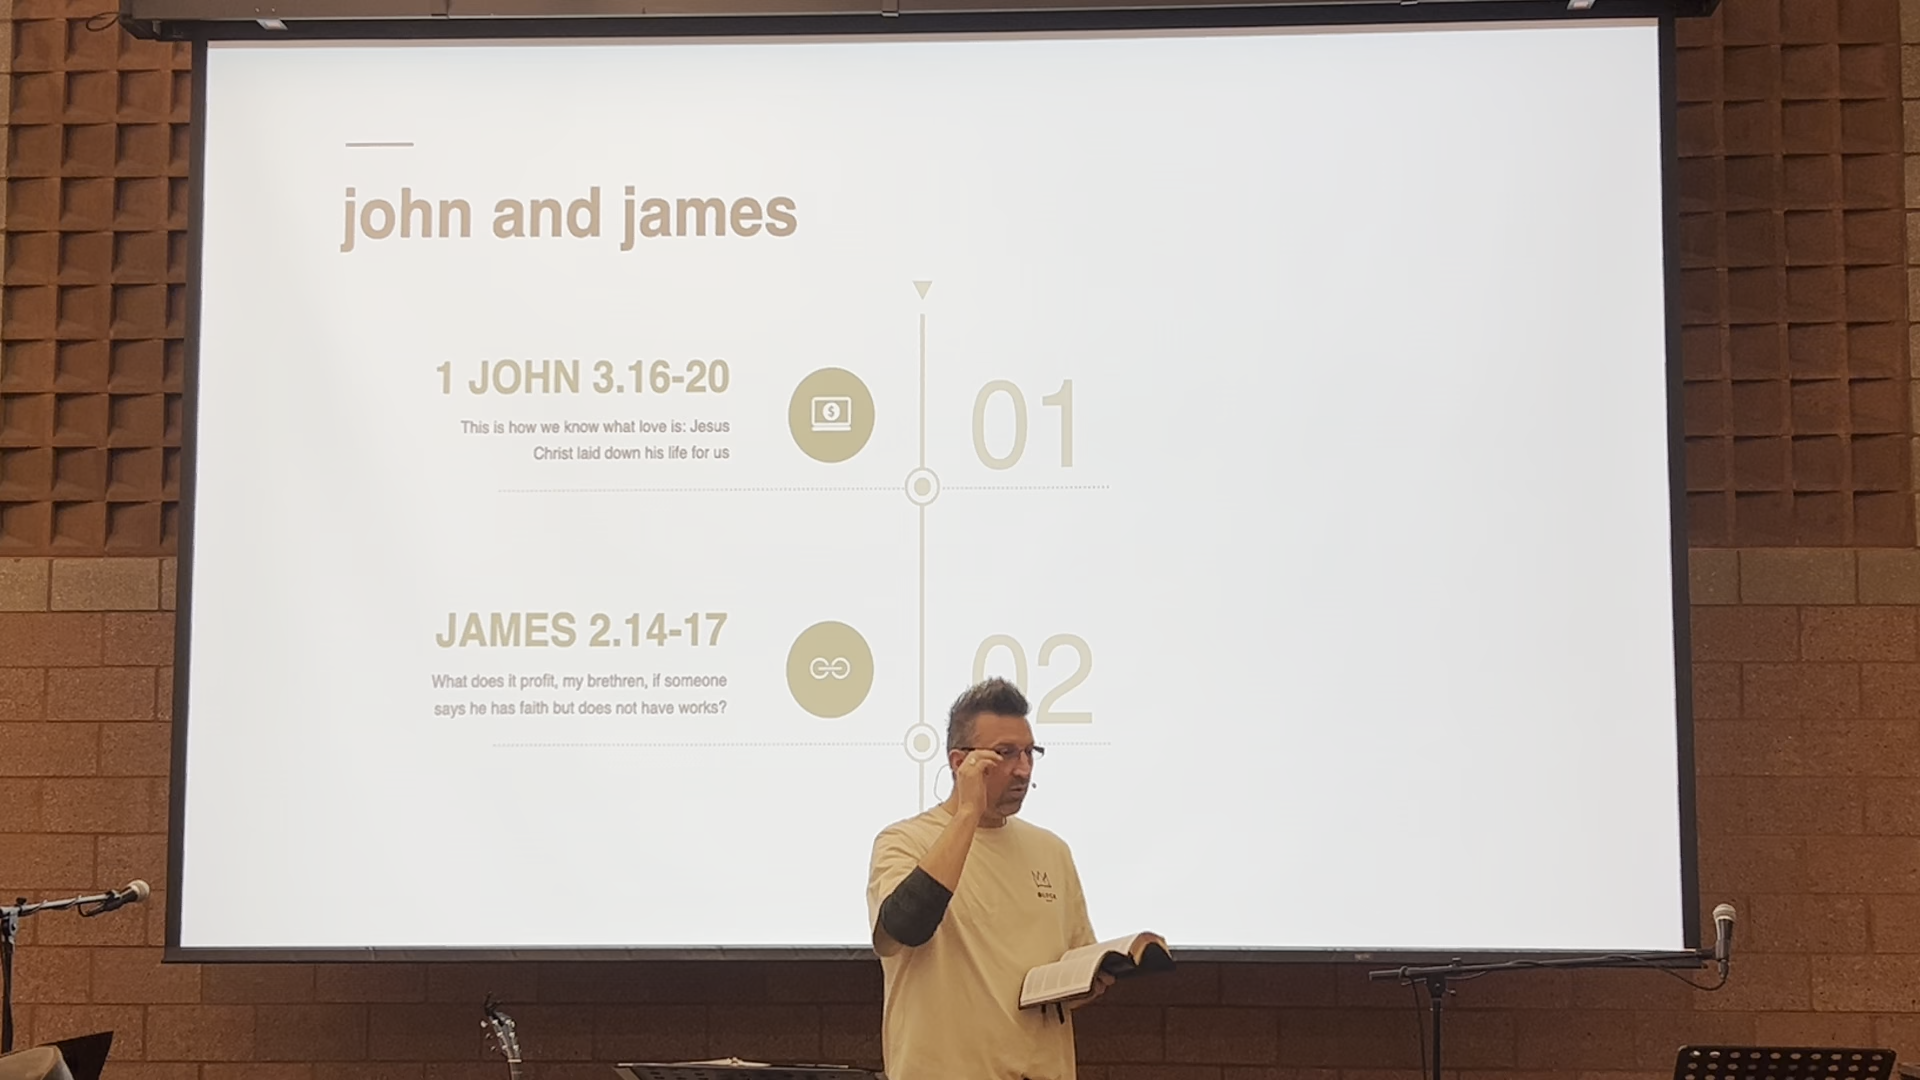 john and james
1 JOHN 3.16-20
This is how we know what love is: Jesus
Christ laid down his life for us
01
JAMES 2.14-17
What does it profit, my brethren, if someone
says he has faith but does not have works?
02